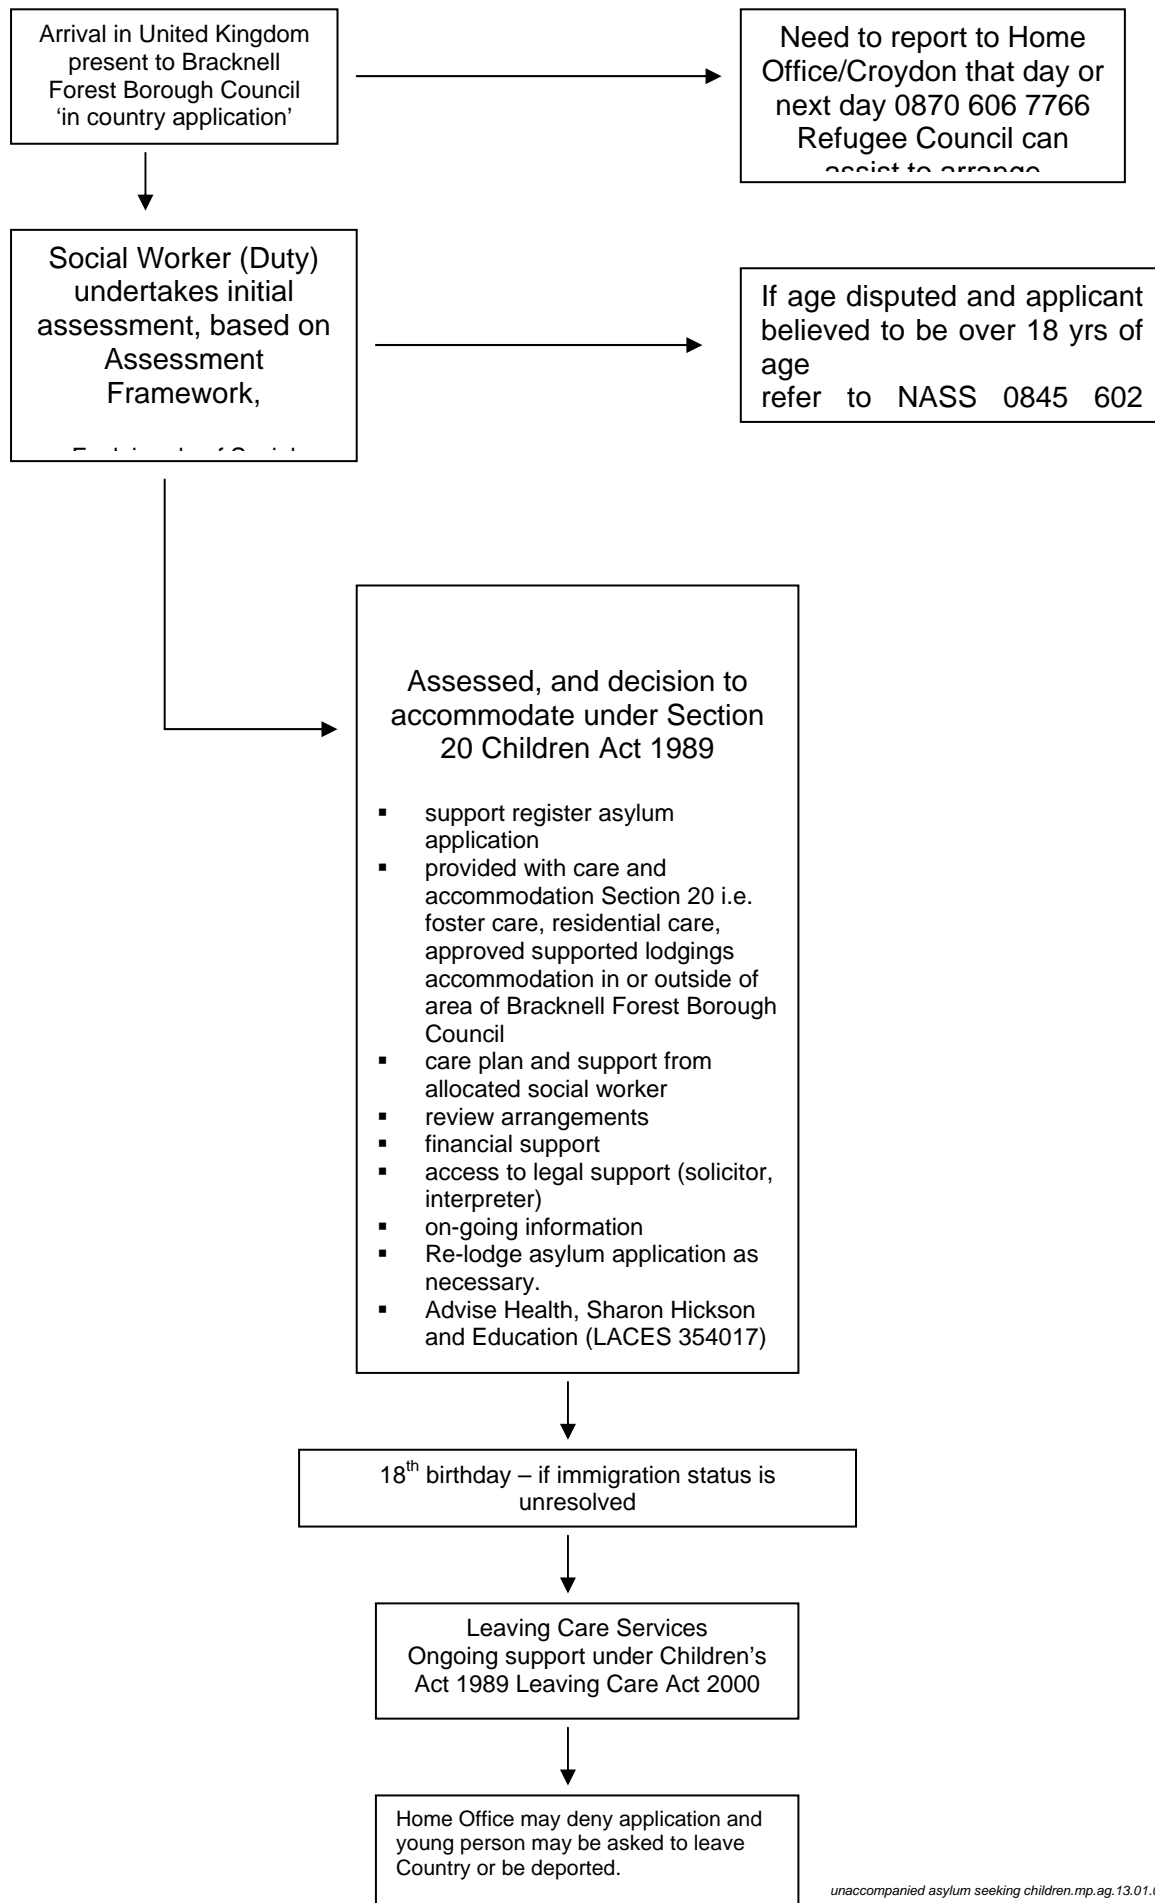 Arrival in United Kingdom
present to Bracknell
Forest Borough Council
‘in country application’
Need to report to Home
Office/Croydon that day or
next day 0870 606 7766
Refugee Council can
assist to arrange
Social Worker (Duty)
undertakes initial
assessment, based on
Assessment
Framework,
If age disputed and applicant
believed to be over 18 yrs of
age
refer to NASS 0845 602
Assessed, and decision to
accommodate under Section
20 Children Act 1989
▪ support register asylum
application
▪ provided with care and
accommodation Section 20 i.e.
foster care, residential care,
approved supported lodgings
accommodation in or outside of
area of Bracknell Forest Borough
Council
▪ care plan and support from
allocated social worker
▪ review arrangements
▪ financial support
▪ access to legal support (solicitor,
interpreter)
▪ on-going information
▪ Re-lodge asylum application as
necessary.
▪ Advise Health, Sharon Hickson
and Education (LACES 354017)
18th birthday – if immigration status is
unresolved
Leaving Care Services
Ongoing support under Children’s
Act 1989 Leaving Care Act 2000
Home Office may deny application and
young person may be asked to leave
Country or be deported.
unaccompanied asylum seeking children.mp.ag.13.01.0